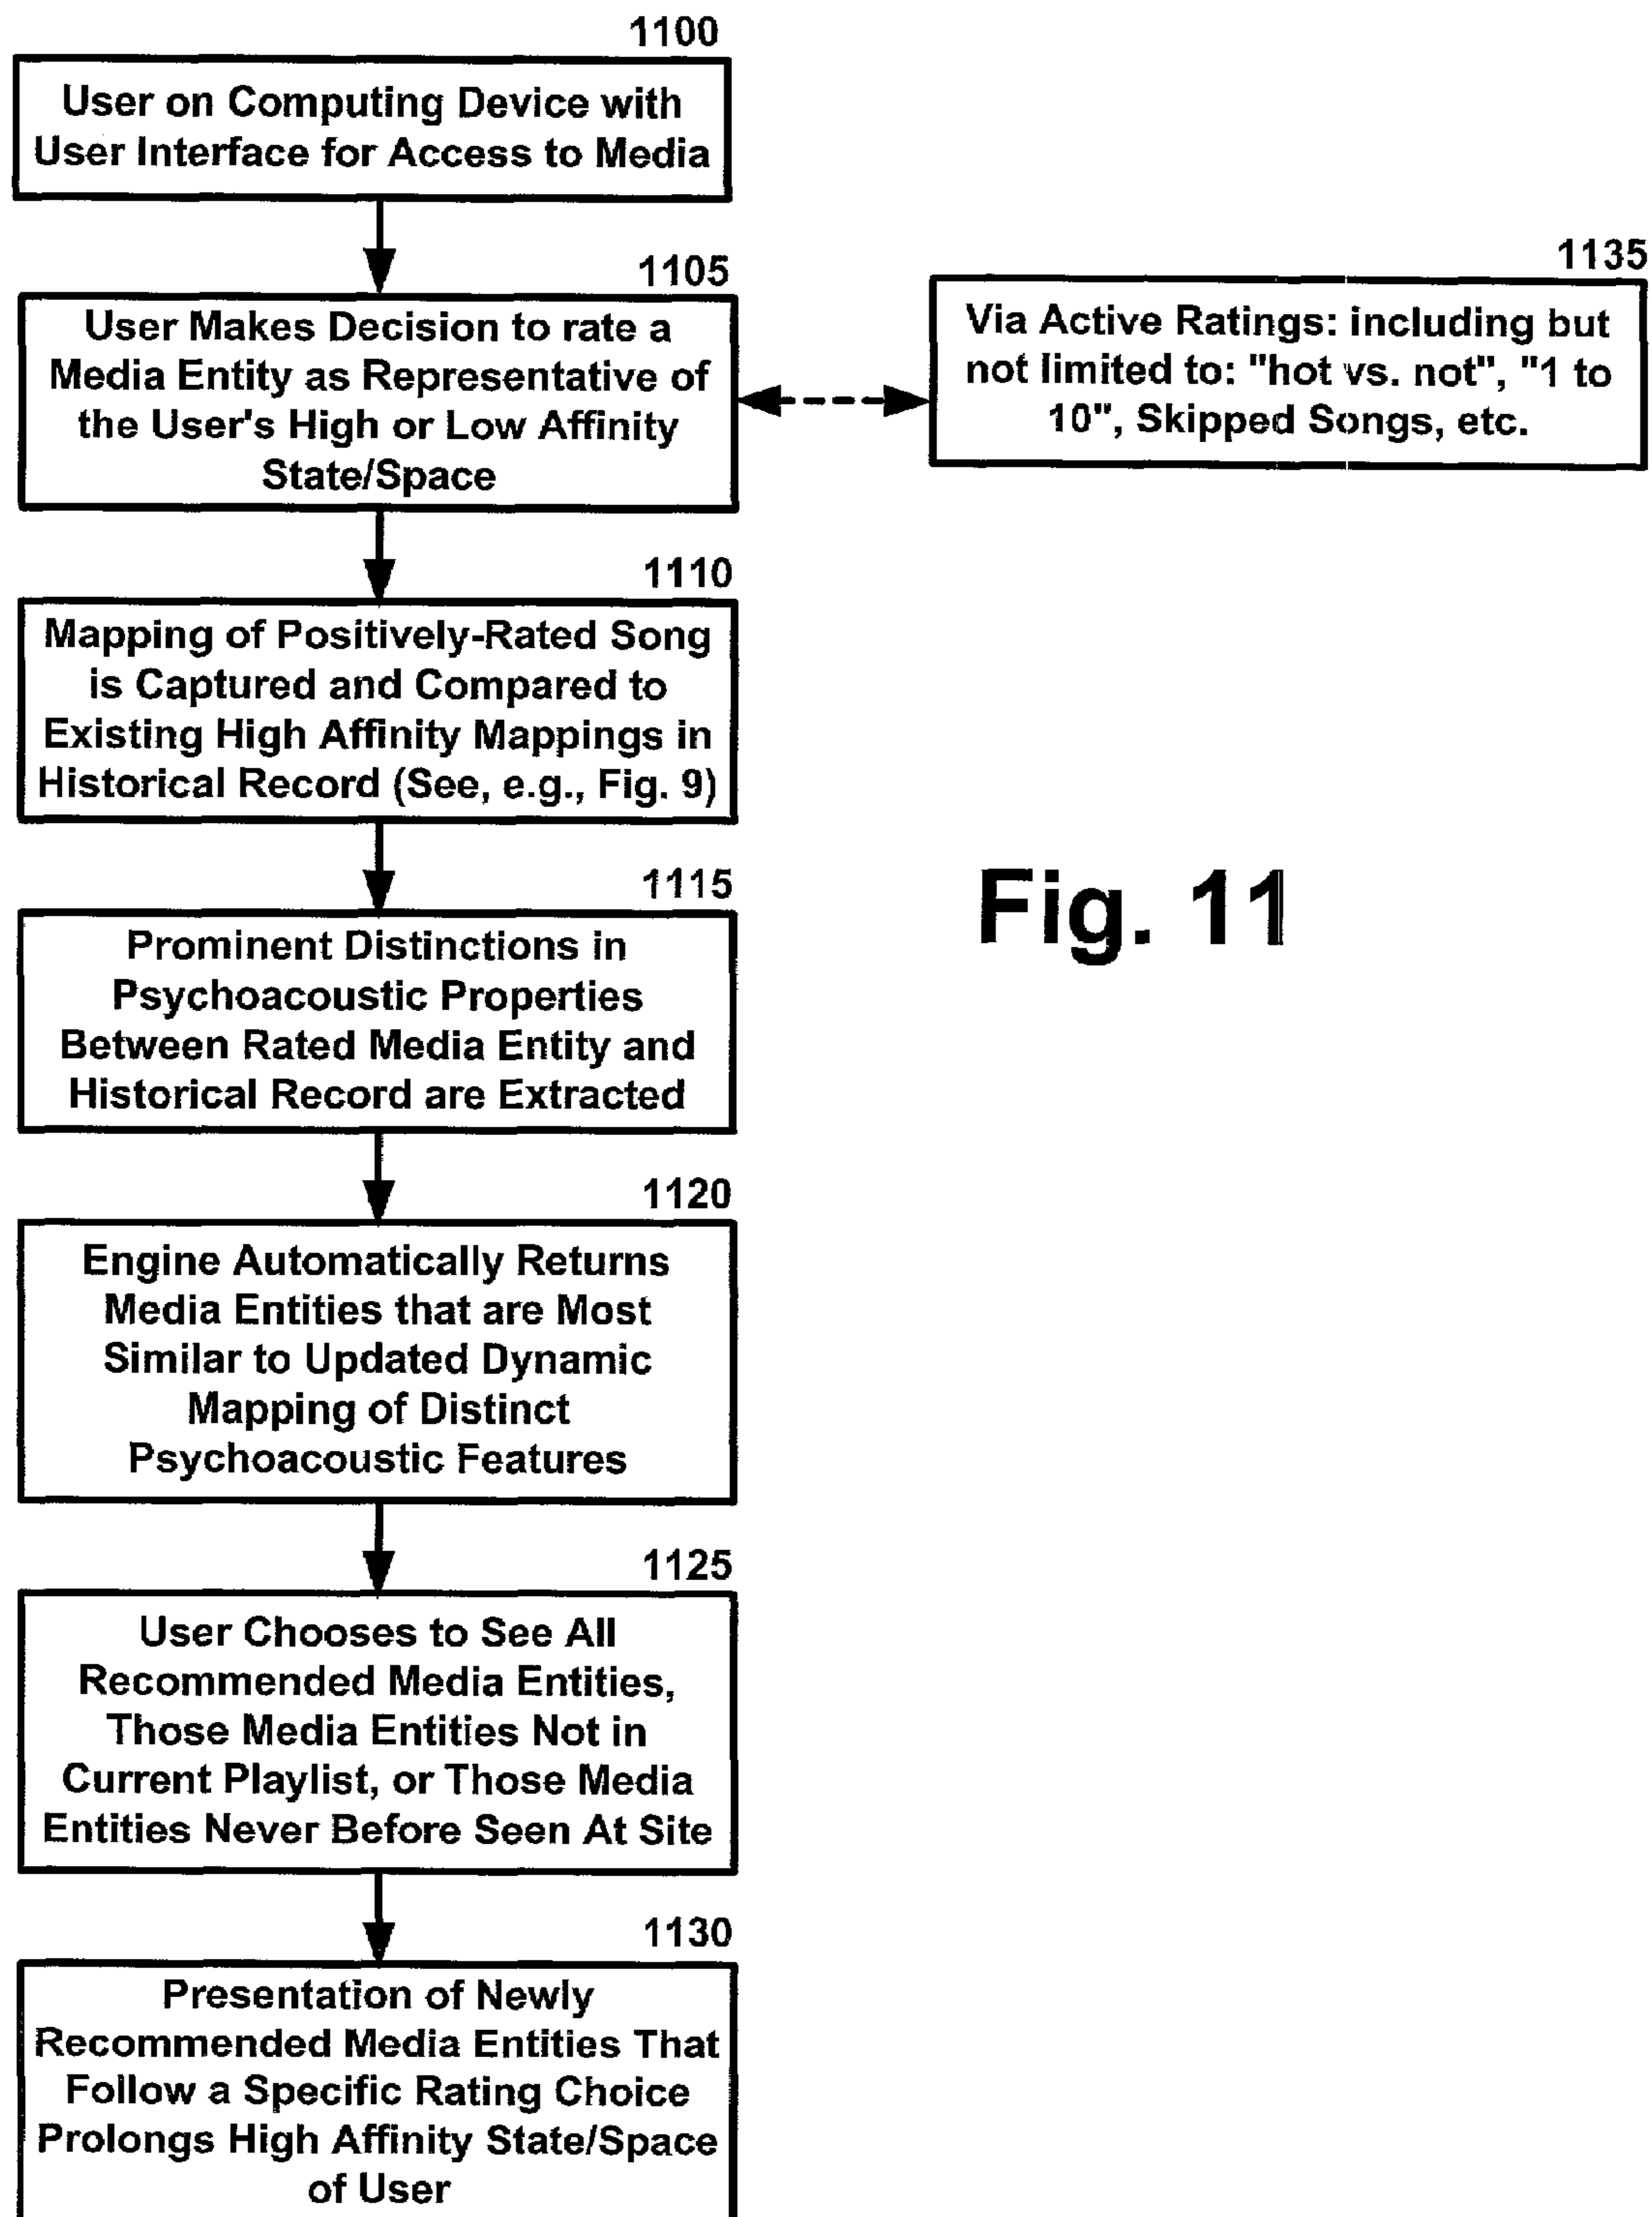 1100
User on Computing Device with
User Interface for Access to Media
1105
User Makes Decision to rate a
Media Entity as Representative of
the User's High or Low Affinity
State/Space
1135
Via Active Ratings: including but
not limited to: "hot vs. not", "1 to
10", Skipped Songs, etc.
1110
Mapping of Positively-Rated Song
is Captured and Compared to
Existing High Affinity Mappings in
Historical Record (See, e.g., Fig. 9)
1115
Prominent Distinctions in
Psychoacoustic Properties
Between Rated Media Entity and
Historical Record are Extracted
Fig. 11
1120
Engine Automatically Returns
Media Entities that are Most
Similar to Updated Dynamic
Mapping of Distinct
Psychoacoustic Features
1125
User Chooses to See All
Recommended Media Entities,
Those Media Entities Not in
Current Playlist, or Those Media
Entities Never Before Seen At Site
1130
Presentation of Newly
Recommended Media Entities That
Follow a Specific Rating Choice
Prolongs High Affinity State/Space
of User